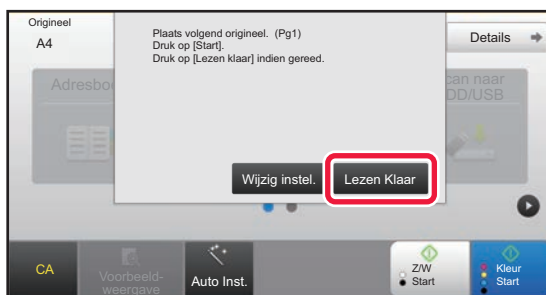 Origineel
A4
Plaats volgend origineel. (Pg1)
Druk op [Start].
Druk op [Lezen klaar] indien gereed.
Details
Adresbo
can naar
DD/USB
Wijzig instel.
Lezen Klaar
CA
Voorbeeld-
weergave
Auto Inst.
Z/W
Start
Kleur
Start